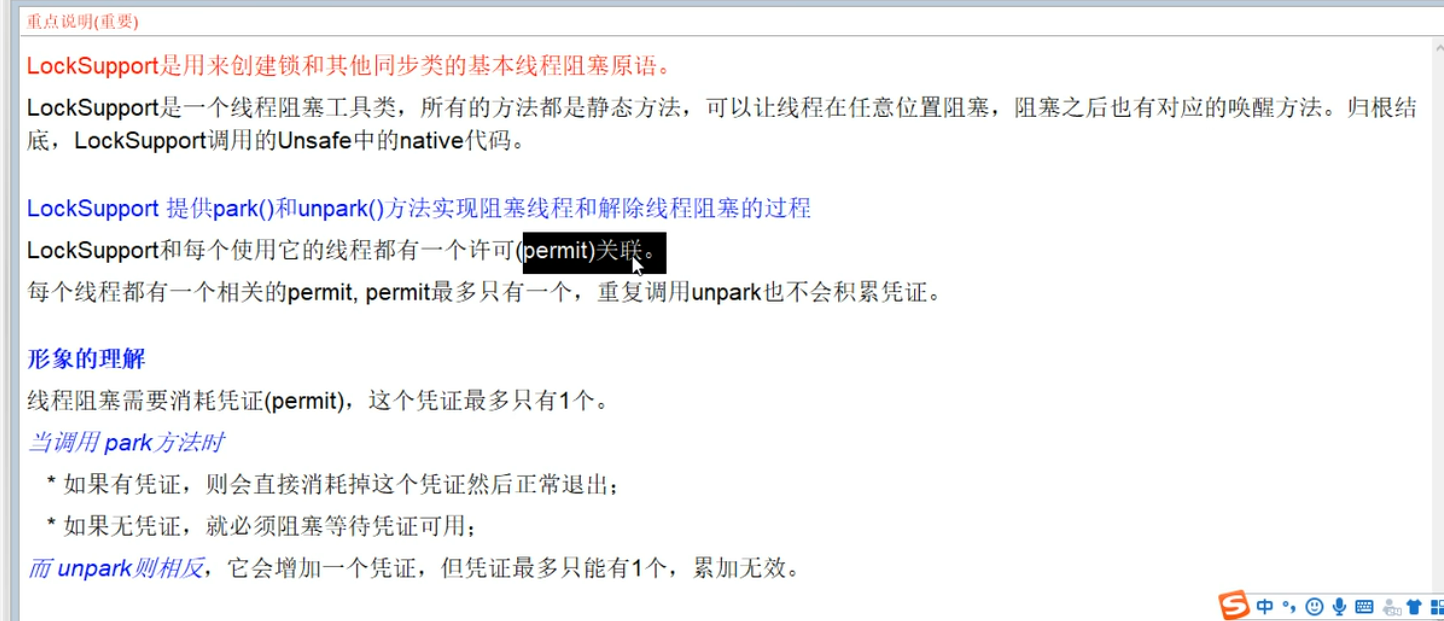 重点说明(重要)
LockSupport是用来创建锁和其他同步类的基本线程阻塞原语。
LockSupport是一个线程阻塞工具类，所有的方法都是静态方法，可以让线程在任意位置阻塞，阻塞之后也有对应的唤醒方法。归根结
底，LockSupport调用的Unsafe中的native代码。
LockSupport 提供park()和unpark()方法实现阻塞线程和解除线程阻塞的过程
LockSupport和每个使用它的线程都有一个许可(permit)关联。
每个线程都有一个相关的permit, permit最多只有一个，重复调用unpark也不会积累凭证。
形象的理解
线程阻塞需要消耗凭证(permit)，这个凭证最多只有1个。
当调用 park方法时
* 如果有凭证，则会直接消耗掉这个凭证然后正常退出；
* 如果无凭证，就必须阻塞等待凭证可用；
而 unpark则相反，它会增加一个凭证，但凭证最多只能有1个，累加无效。
S 中